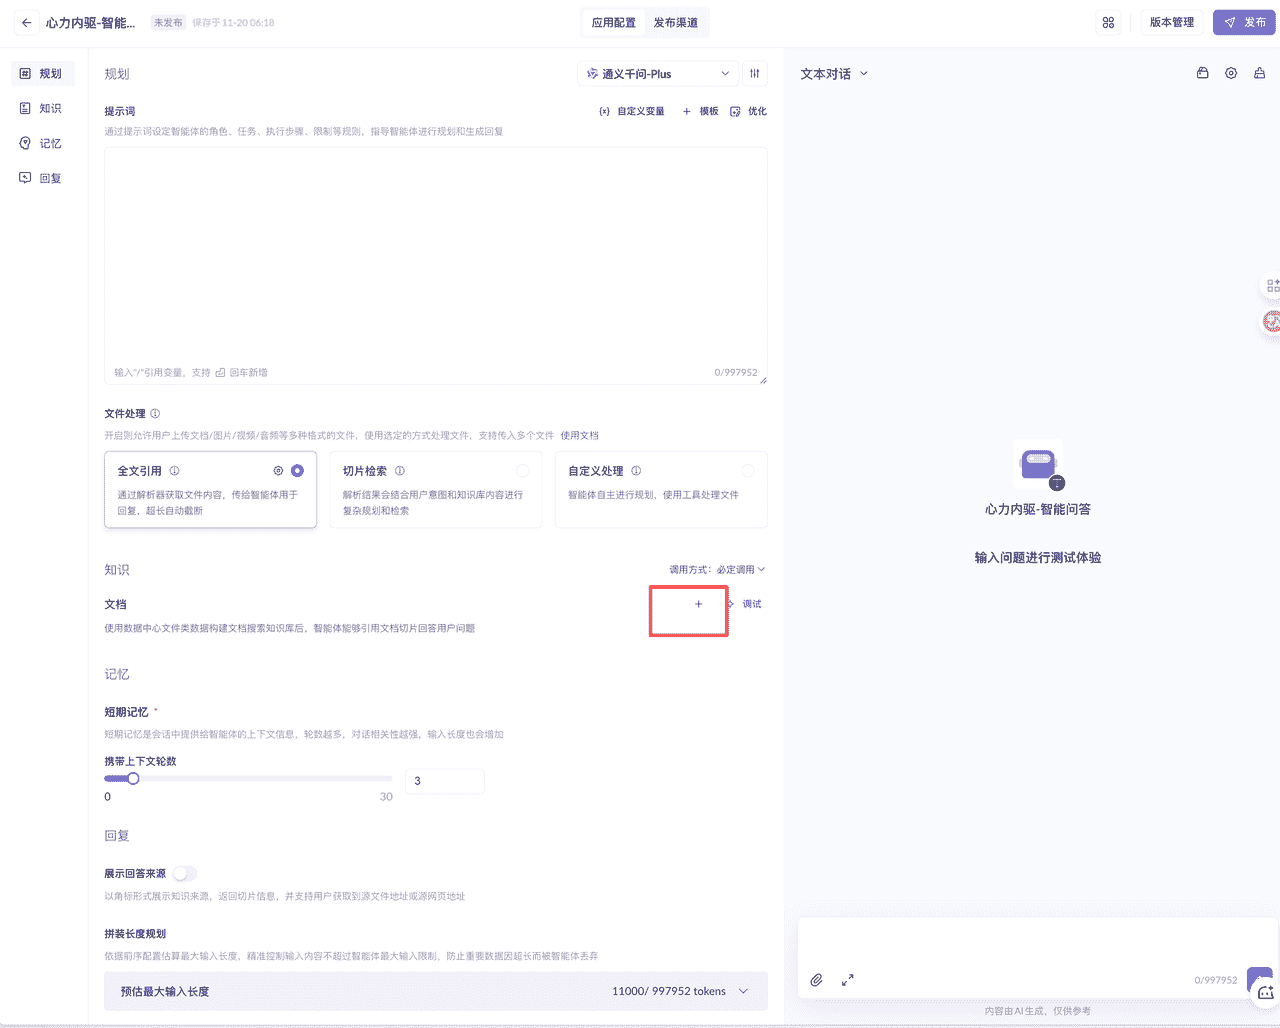 心力内驱-智能...
未发布
保存于11-20 06:18
应用配置
发布渠道
版本管理
发布
规划
知识
记忆
回复
规划
通义千问-Plus
提示词
自定义变量
模板
优化
通过提示词设定智能体的角色、任务、执行步骤、限制等规则，指导智能体进行规划和生成回复
输入"/"引用变量，支持 回车新增
0/997952
文件处理
开启则允许用户上传文档/图片/视频/音频等多种格式的文件，使用选定的方式处理文件，支持传入多个文件 使用文档
全文引用
通过解析器获取文件内容，传给智能体用于
回复，超长自动截断
切片检索
解析结果会结合用户意图和知识库内容进行
复杂规划和检索
自定义处理
智能体自主进行规划，使用工具处理文件
知识
调用方式：必定调用
文档
+
调试
使用数据中心文件类数据构建文档搜索知识库后，智能体能够引用文档切片回答用户问题
记忆
短期记忆 *
短期记忆是会话中提供给智能体的上下文信息，轮数越多，对话相关性越强，输入长度也会增加
携带上下文轮数
3
0
30
回复
展示回答来源
以角标形式展示知识来源，返回切片信息，并支持用户获取到源文件地址或源网页地址
拼装长度规划
依据前序配置估算最大输入长度，精准控制输入内容不超过智能体最大输入限制，防止重要数据因超长而被智能体丢弃
预估最大输入长度
11000/ 997952 tokens
文本对话
心力内驱-智能问答
输入问题进行测试体验
0/997952
内容由AI生成，仅供参考